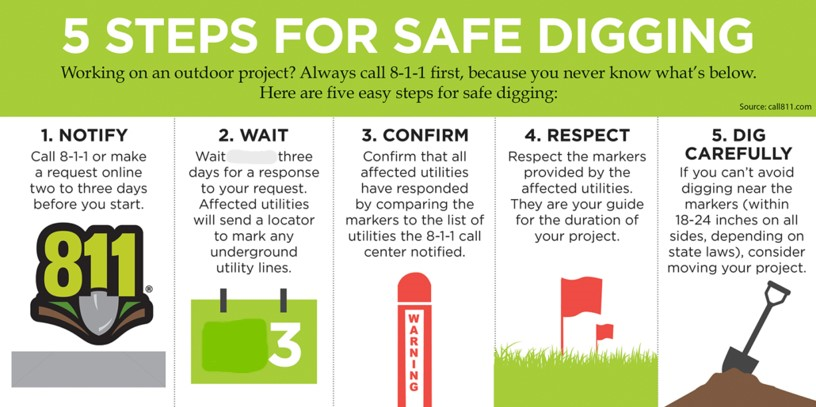 5 STEPS FOR SAFE DIGGING
Working on an outdoor project? Always call 8-1-1 first, because you never know what's below.
Here are five easy steps for safe digging:
Source: call811.com
1. NOTIFY
Call 8-1-1 or make
a request online
two to three days
before you start.
811
®
2. WAIT
Wait three
days for a response
to your request.
Affected utilities
will send a locator
to mark any
underground
utility lines.
3
3. CONFIRM
Confirm that all
affected utilities
have responded
by comparing the
markers to the list of
utilities the 8-1-1 call
center notified.
WARNING
4. RESPECT
Respect the markers
provided by the
affected utilities.
They are your guide
for the duration of
your project.
5. DIG
CAREFULLY
If you can't avoid
digging near the
markers (within
18-24 inches on all
sides, depending on
state laws), consider
moving your project.